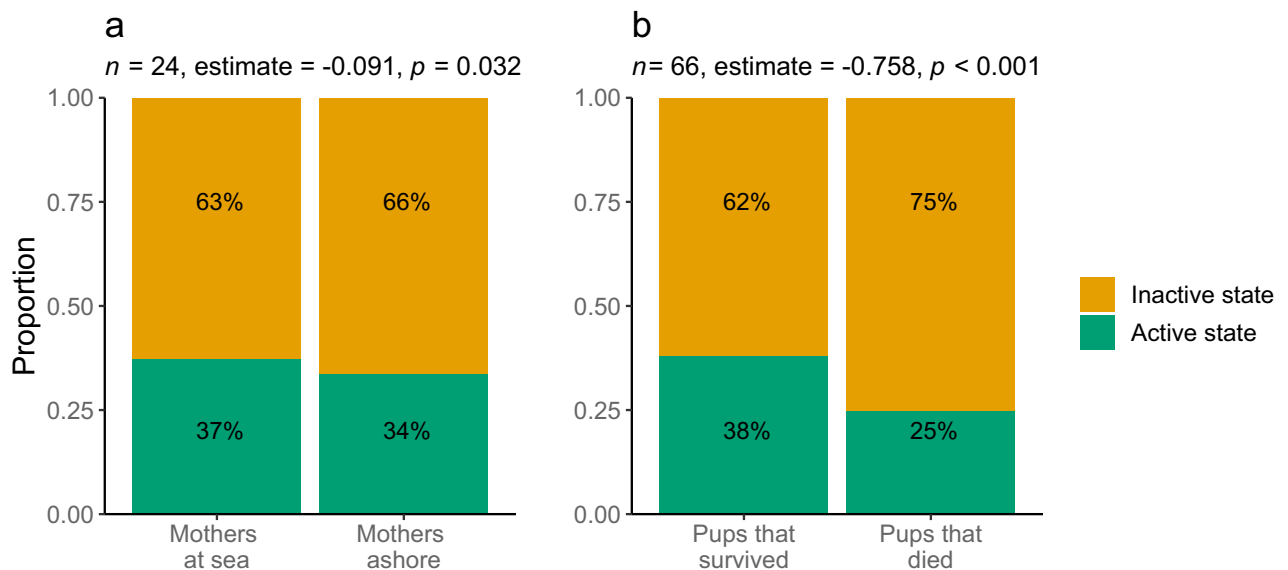 a
n = 24, estimate = -0.091, p = 0.032
Proportion
1.00
0.75
0.50
0.25
0.00
63%
66%
37%
34%
Mothers
at sea
Mothers
ashore
b
n= 66, estimate = -0.758, p < 0.001
1.00
0.75
0.50
0.25
0.00
62%
75%
38%
25%
Pups that
survived
Pups that
died
Inactive state
Active state